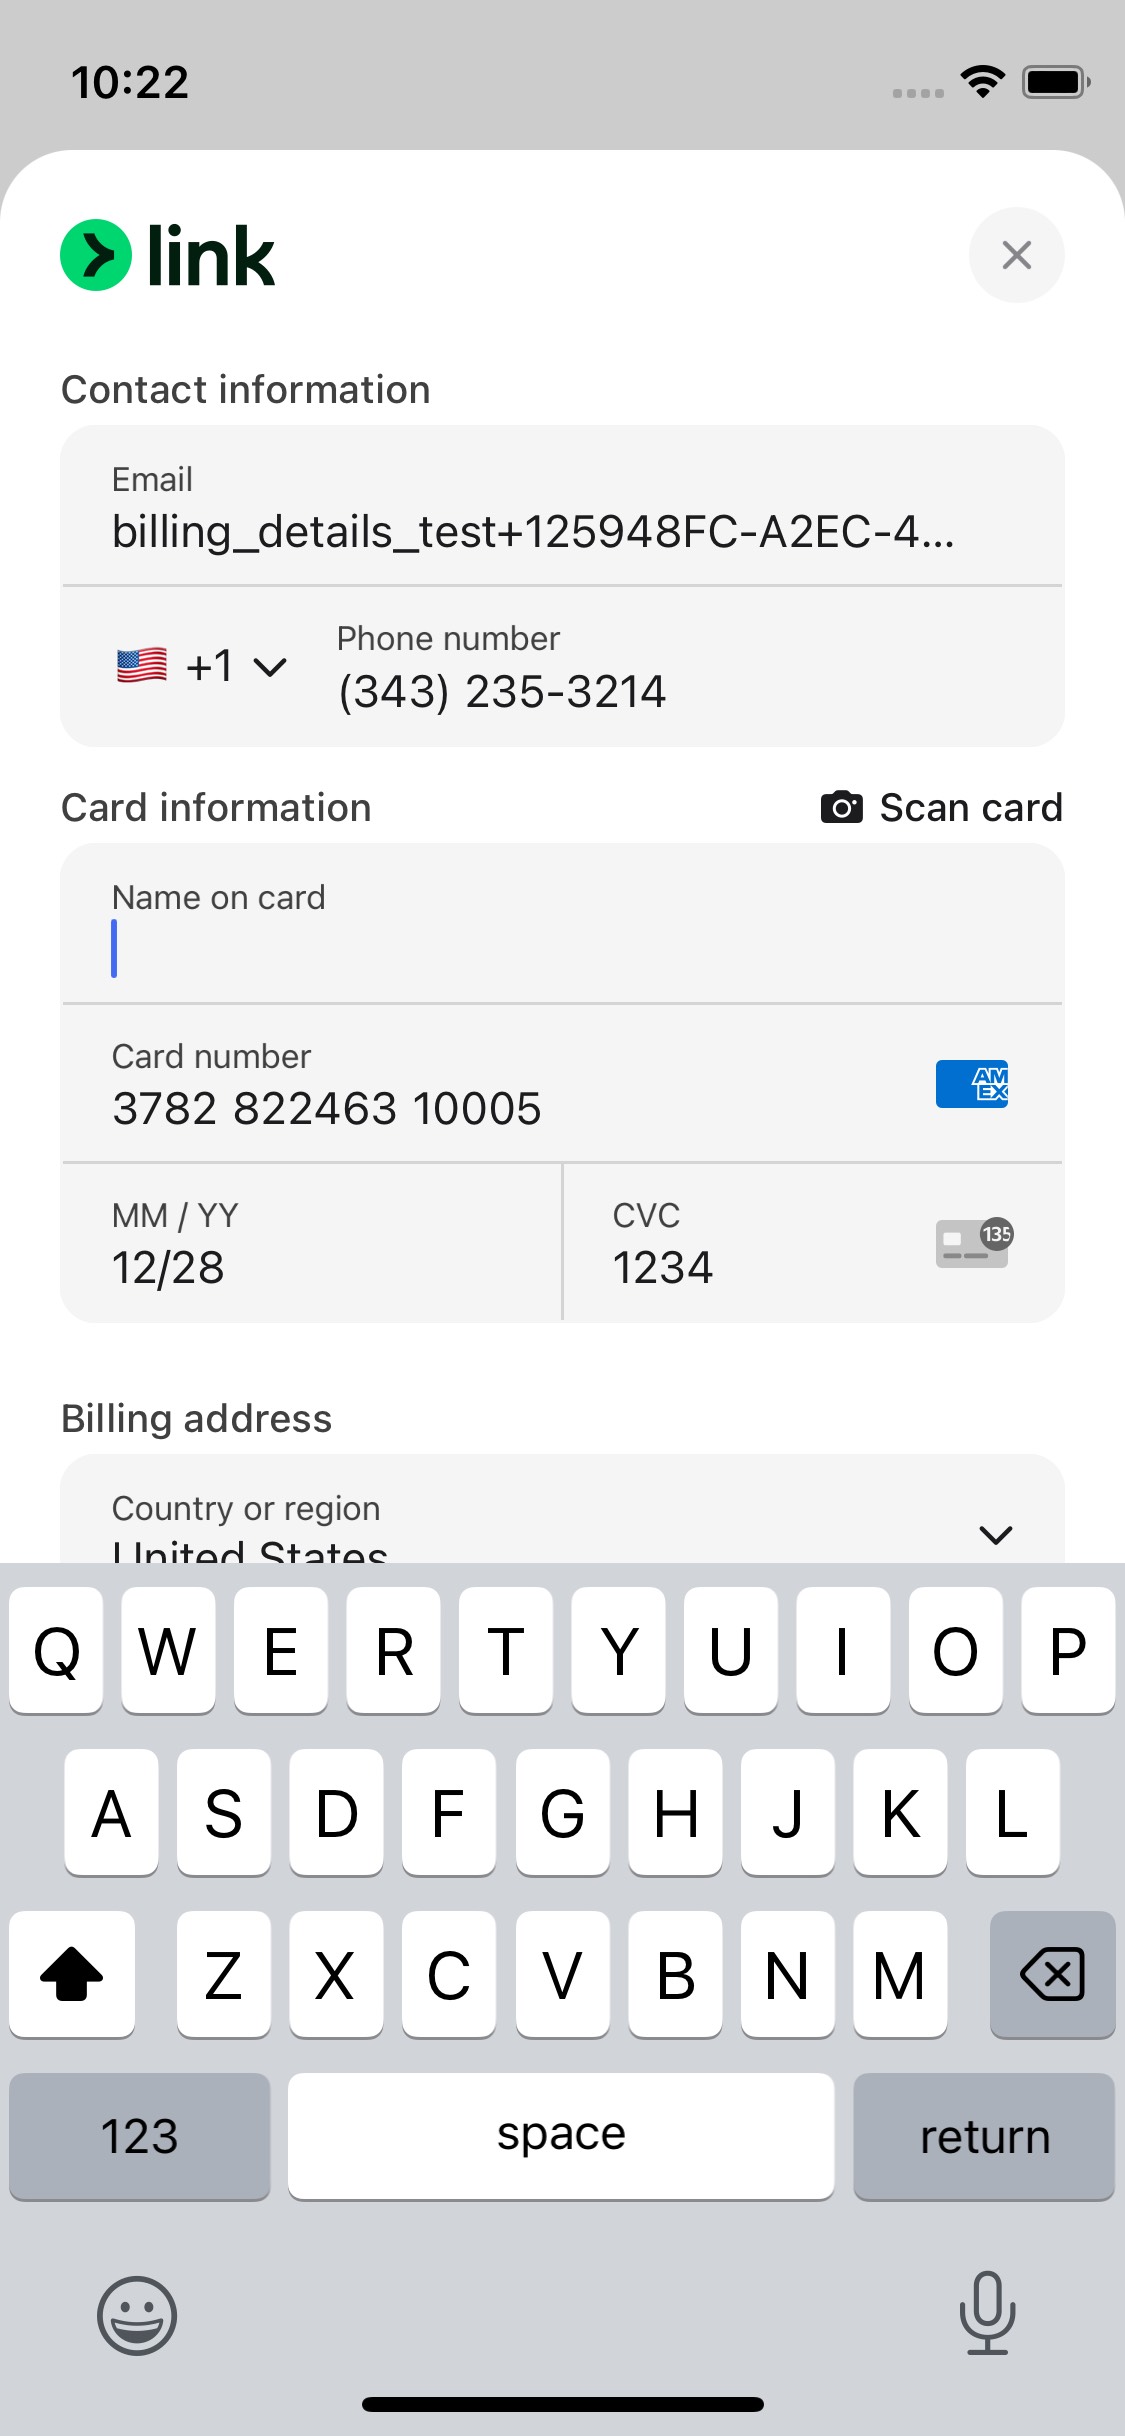 10:22
link
Contact information
Email
billing_details_test+125948FC-A2EC-4...
+1
Phone number
(343) 235-3214
Card information
Scan card
Name on card
Card number
3782 822463 10005
AM
EX
MM / YY
12/28
CVC
1234
135
Billing address
Country or region
United States
Q W E R T Y U I O P
A S D F G H J K L
Z X C V B N M
123 space return